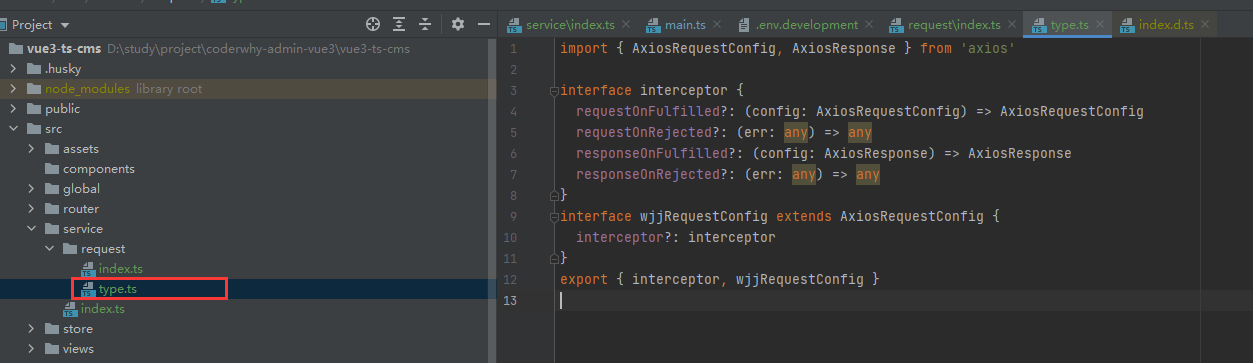 Project
vue3-ts-cms D:\study\project\coderwhy-admin-vue3\vue3-ts-cms
.husky
node_modules library root
public
src
assets
components
global
router
service
request
index.ts
type.ts
index.ts
store
views
service\index.ts main.ts .env.development request\index.ts type.ts index.d.ts
1 import { AxiosRequestConfig, AxiosResponse } from 'axios'
2
3 interface interceptor {
4 requestOnFulfilled?: (config: AxiosRequestConfig) => AxiosRequestConfig
5 requestOnRejected?: (err: any) => any
6 responseOnFulfilled?: (config: AxiosResponse) => AxiosResponse
7 responseOnRejected?: (err: any) => any
8 }
9 interface wjjRequestConfig extends AxiosRequestConfig {
10 interceptor?: interceptor
11 }
12 export { interceptor, wjjRequestConfig }
13